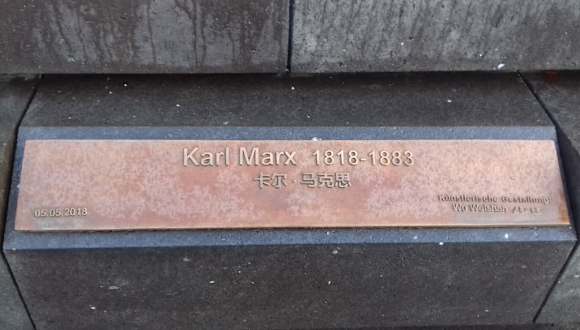 Karl Marx 1818-1883
卡尔·马克思
05.05.2018
Künstlerische Gestaltung:
Wu Weishan